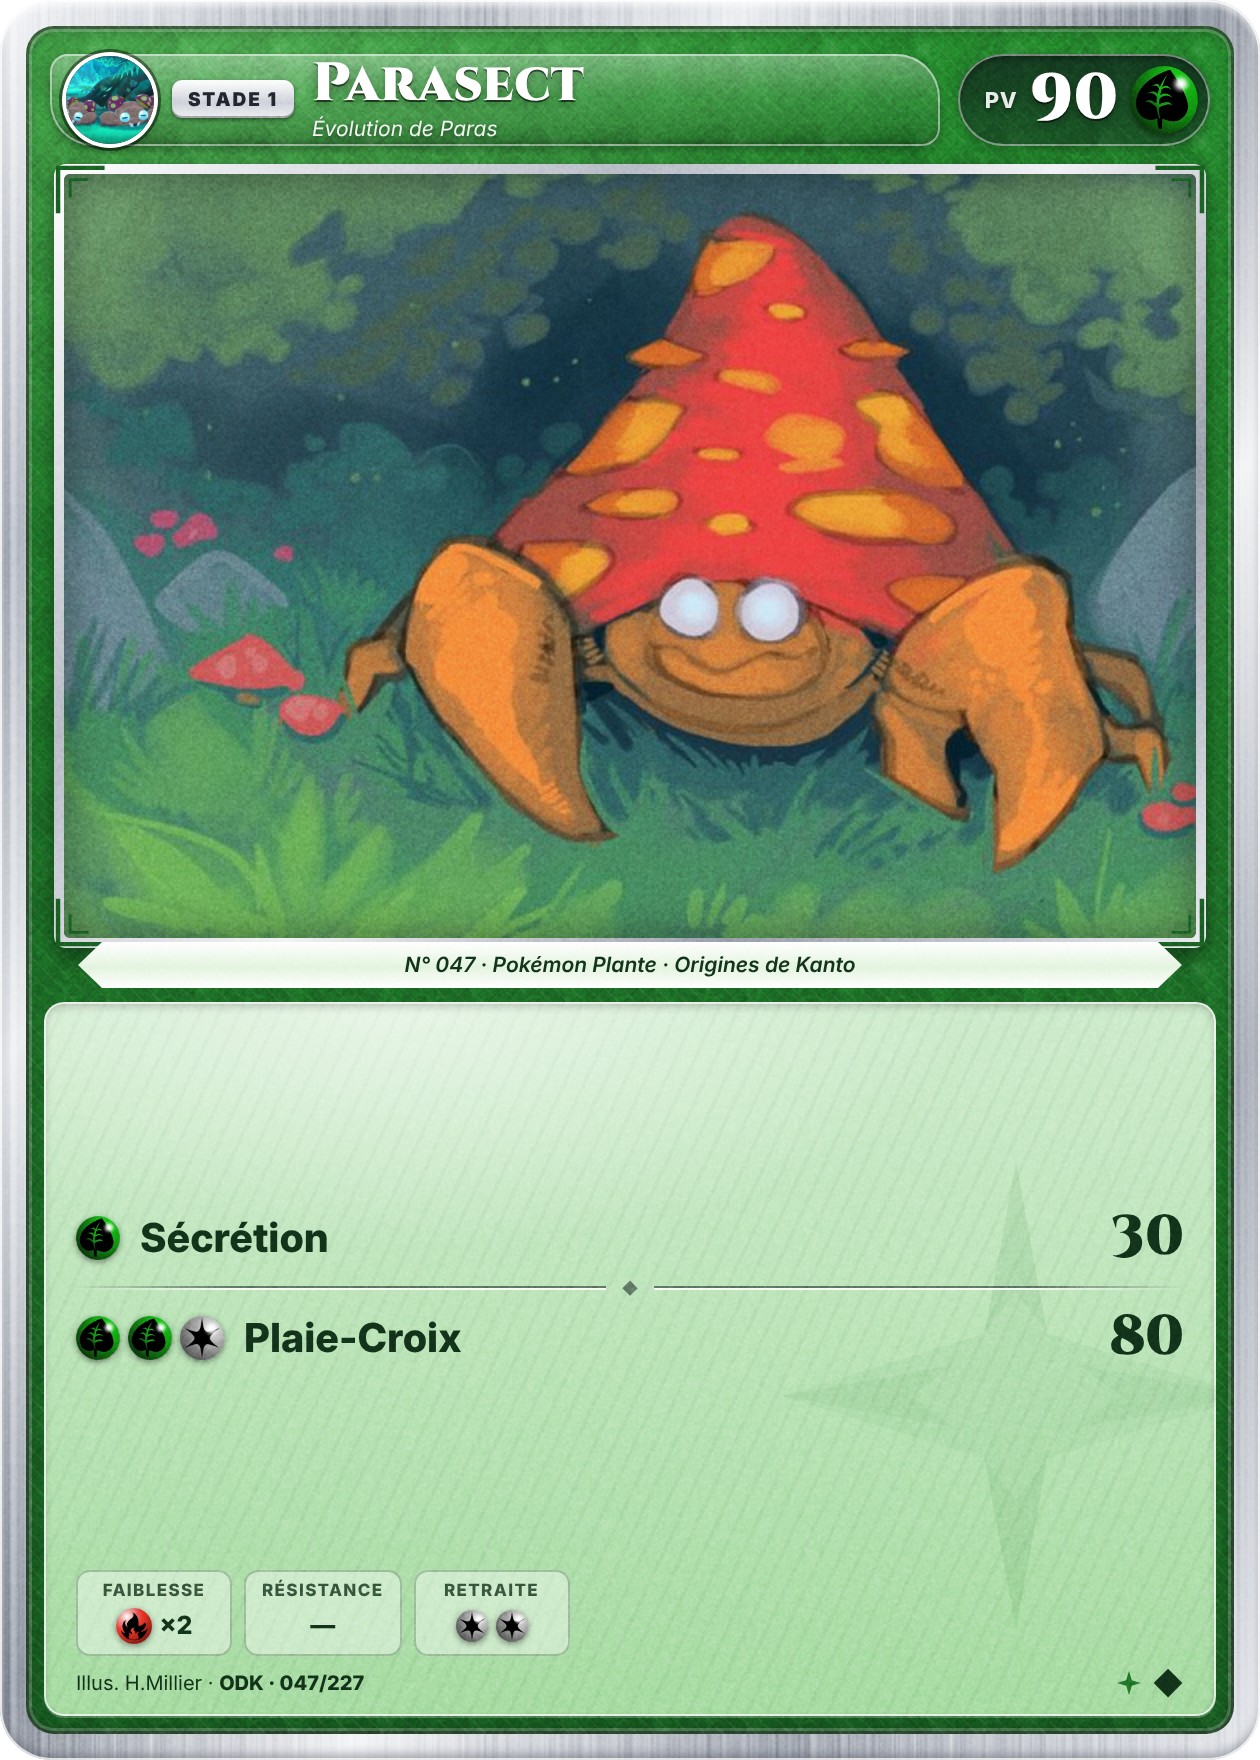 STADE 1
PARASECT
Évolution de Paras
PV 90
N° 047 · Pokémon Plante · Origines de Kanto
Sécrétion 30
Plaie-Croix 80
FAIBLESSE
×2
RÉSISTANCE
—
RETRAITE
Illus. H.Millier · ODK · 047/227